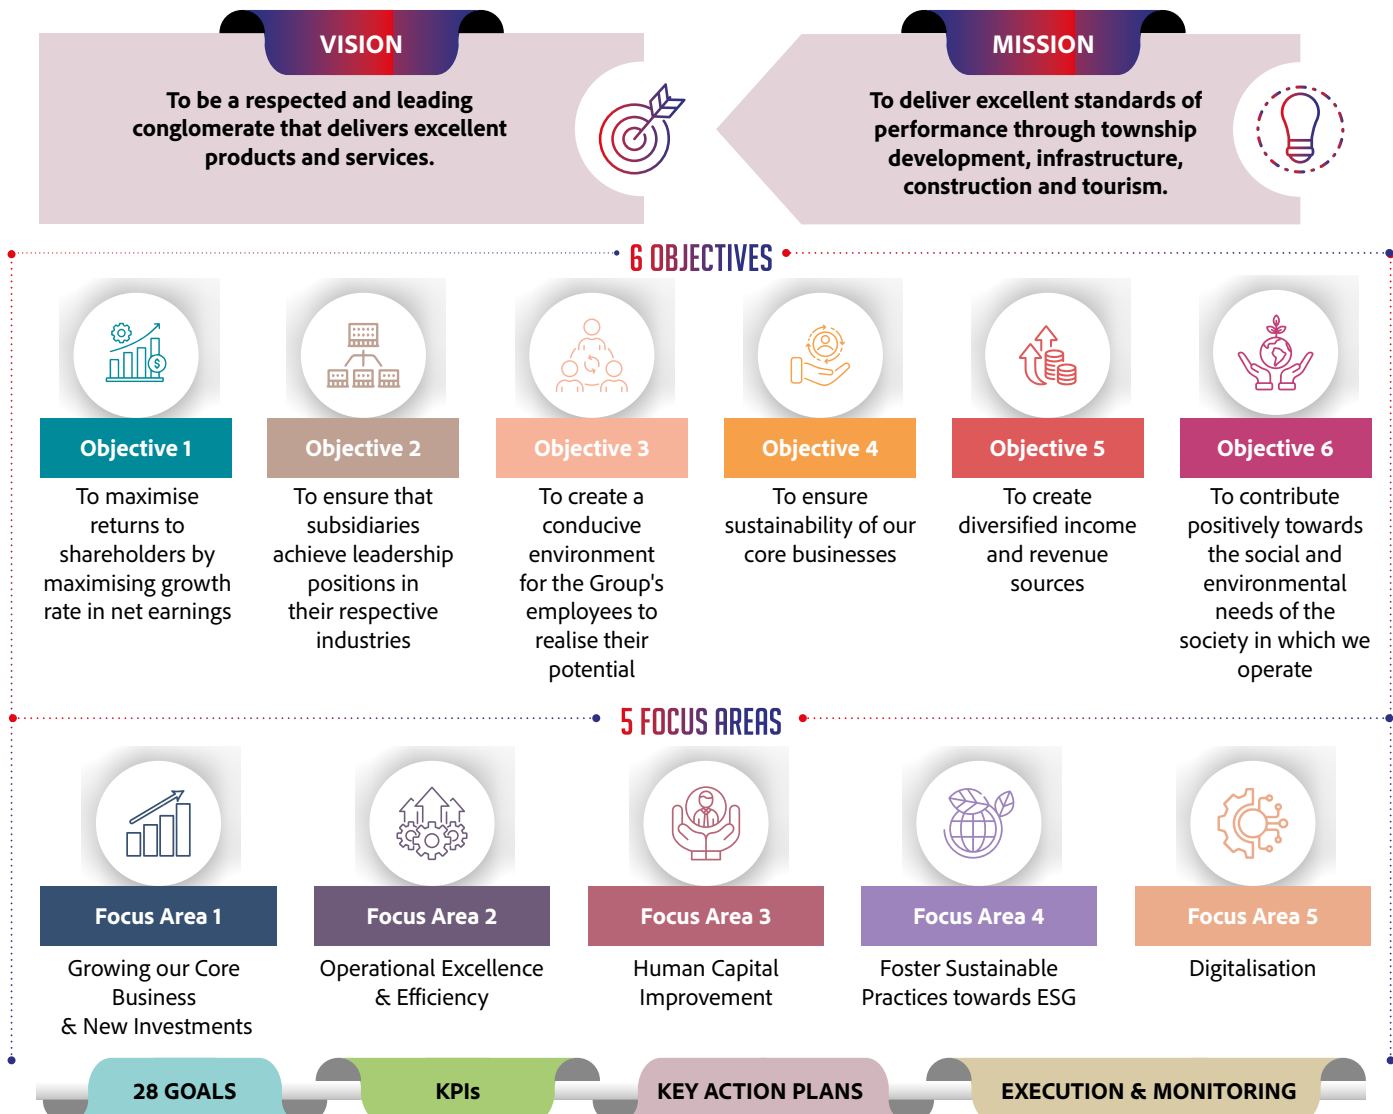 VISION
To be a respected and leading
conglomerate that delivers excellent
products and services.
MISSION
To deliver excellent standards of
performance through township
development, infrastructure,
construction and tourism.
6 OBJECTIVES
Objective 1
To maximise
returns to
shareholders by
maximising growth
rate in net earnings
Objective 2
To ensure that
subsidiaries
achieve leadership
positions in
their respective
industries
Objective 3
To create a
conducive
environment
for the Group's
employees to
realise their
potential
Objective 4
To ensure
sustainability of our
core businesses
Objective 5
To create
diversified income
and revenue
sources
Objective 6
To contribute
positively towards
the social and
environmental
needs of the
society in which we
operate
5 FOCUS AREAS
Focus Area 1
Growing our Core
Business
& New Investments
Focus Area 2
Operational Excellence
& Efficiency
Focus Area 3
Human Capital
Improvement
Focus Area 4
Foster Sustainable
Practices towards ESG
Focus Area 5
Digitalisation
28 GOALS
KPIs
KEY ACTION PLANS
EXECUTION & MONITORING